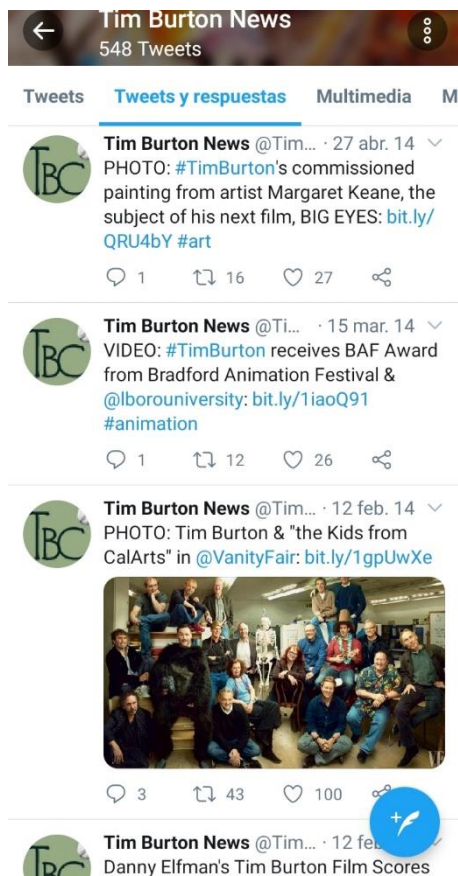 Tim Burton News
548 Tweets
Tweets Tweets y respuestas Multimedia M
TBC
Tim Burton News @Tim... · 27 abr. 14
PHOTO: #TimBurton's commissioned
painting from artist Margaret Keane, the
subject of his next film, BIG EYES: bit.ly/
QRU4bY #art
1 16 27
TBC
Tim Burton News @Ti... · 15 mar. 14
VIDEO: #TimBurton receives BAF Award
from Bradford Animation Festival &
@lborouniversity: bit.ly/1iaoQ91
#animation
1 12 26
TBC
Tim Burton News @Tim... · 12 feb. 14
PHOTO: Tim Burton & "the Kids from
CalArts" in @VanityFair: bit.ly/1gpUwXe
VF
3 43 100
TBC
Tim Burton News @Tim... · 12 fe
Danny Elfman's Tim Burton Film Scores